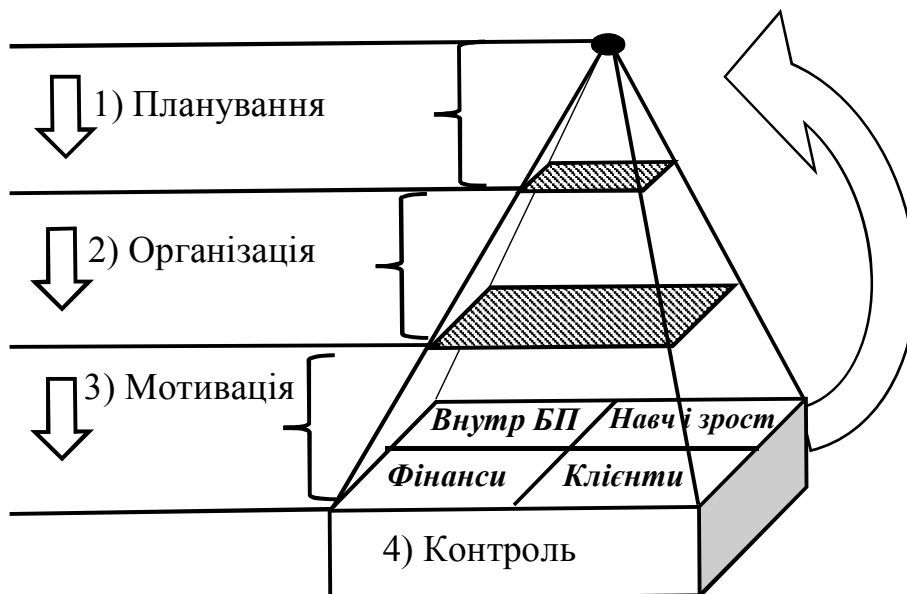 1) Планування
2) Організація
3) Мотивація
Внутр БП
Навч і зрост
Фінанси
Клієнти
4) Контроль